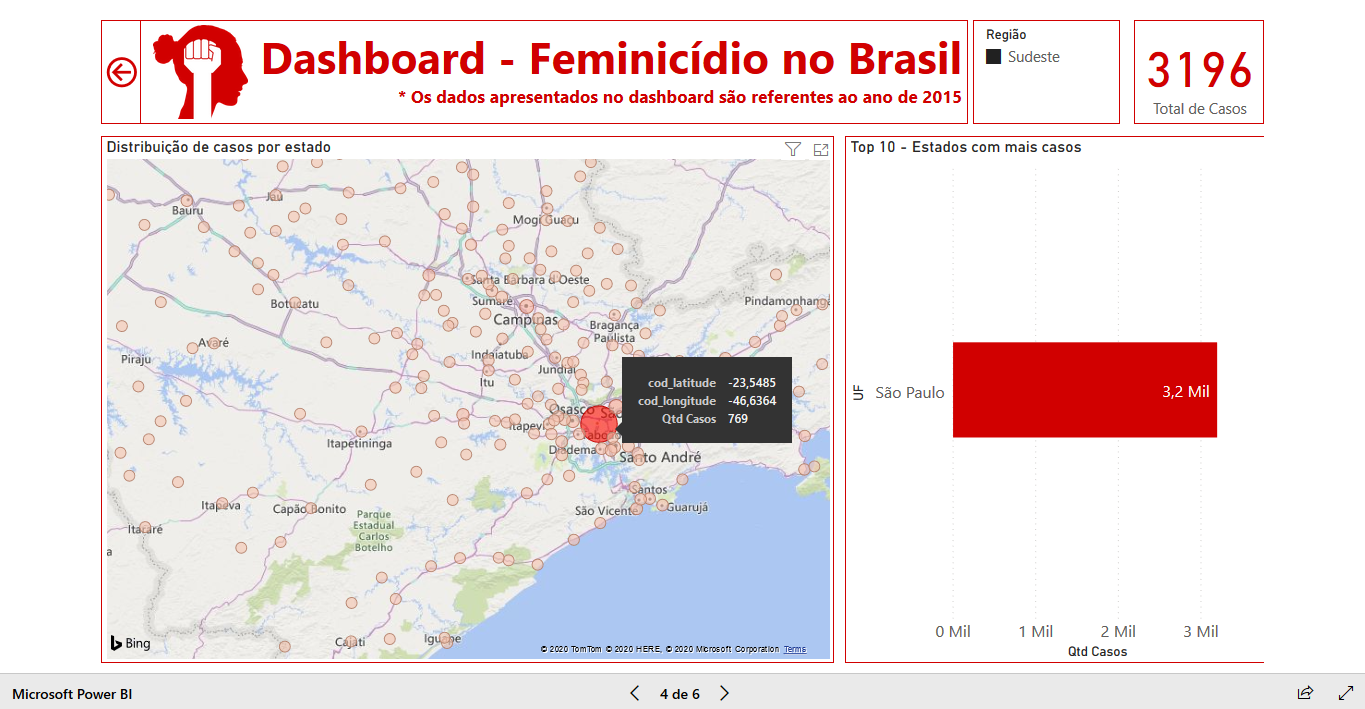 Dashboard - Feminicídio no Brasil
* Os dados apresentados no dashboard são referentes ao ano de 2015
Região
Sudeste
3196
Total de Casos
Distribuição de casos por estado
Jaú
Bauru
Mogi Guaçu
Santa Bárbara d'Oeste
Sumaré
Pindamonhanga
Botucatu
Campinas
Bragança
Paulista
Avaré
Piraju
Indaiatuba
Jundiaí
Itu
cod_latitude -23,5485
cod_longitude -46,6364
Qtd Casos 769
Osasco
Itapevi
Itapetininga
Diadema
Santo André
Santos
Itapeva
Capão Bonito
São Vicente
Guarujá
Parque
Estadual
Carlos
Botelho
Itararé
a
Cajati
Iguape
Bing
© 2020 TomTom © 2020 HERE, © 2020 Microsoft Corporation Terms
Top 10 - Estados com mais casos
UF
São Paulo
3,2 Mil
0 Mil 1 Mil 2 Mil 3 Mil
Qtd Casos
Microsoft Power BI
4 de 6